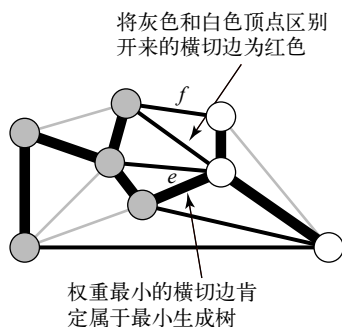 将灰色和白色顶点区别
开来的横切边为红色
f
e
权重最小的横切边肯
定属于最小生成树